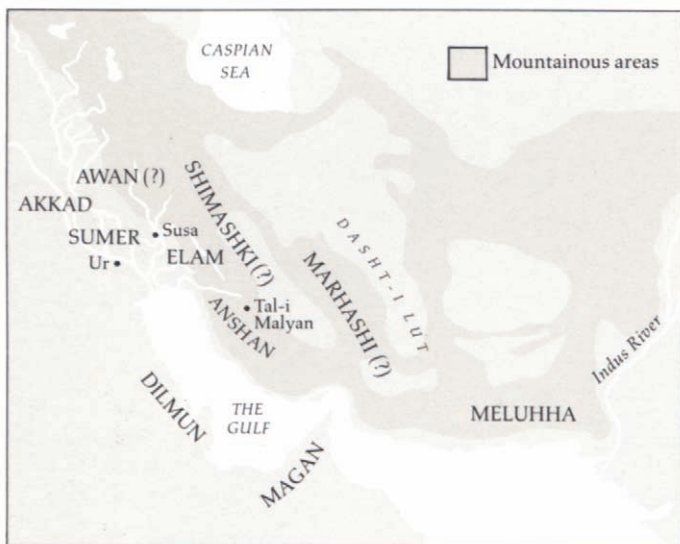 CASPIAN
SEA
Mountainous areas
AWAN (?)
AKKAD
SHIMASHKI (?)
SUMER
Susa
Ur
ELAM
DASHT-I LUT
MARHASHI (?)
Tal-i
Malyan
ANSHAN
Indus River
DILMUN
THE
GULF
MELUHHA
MAGAN